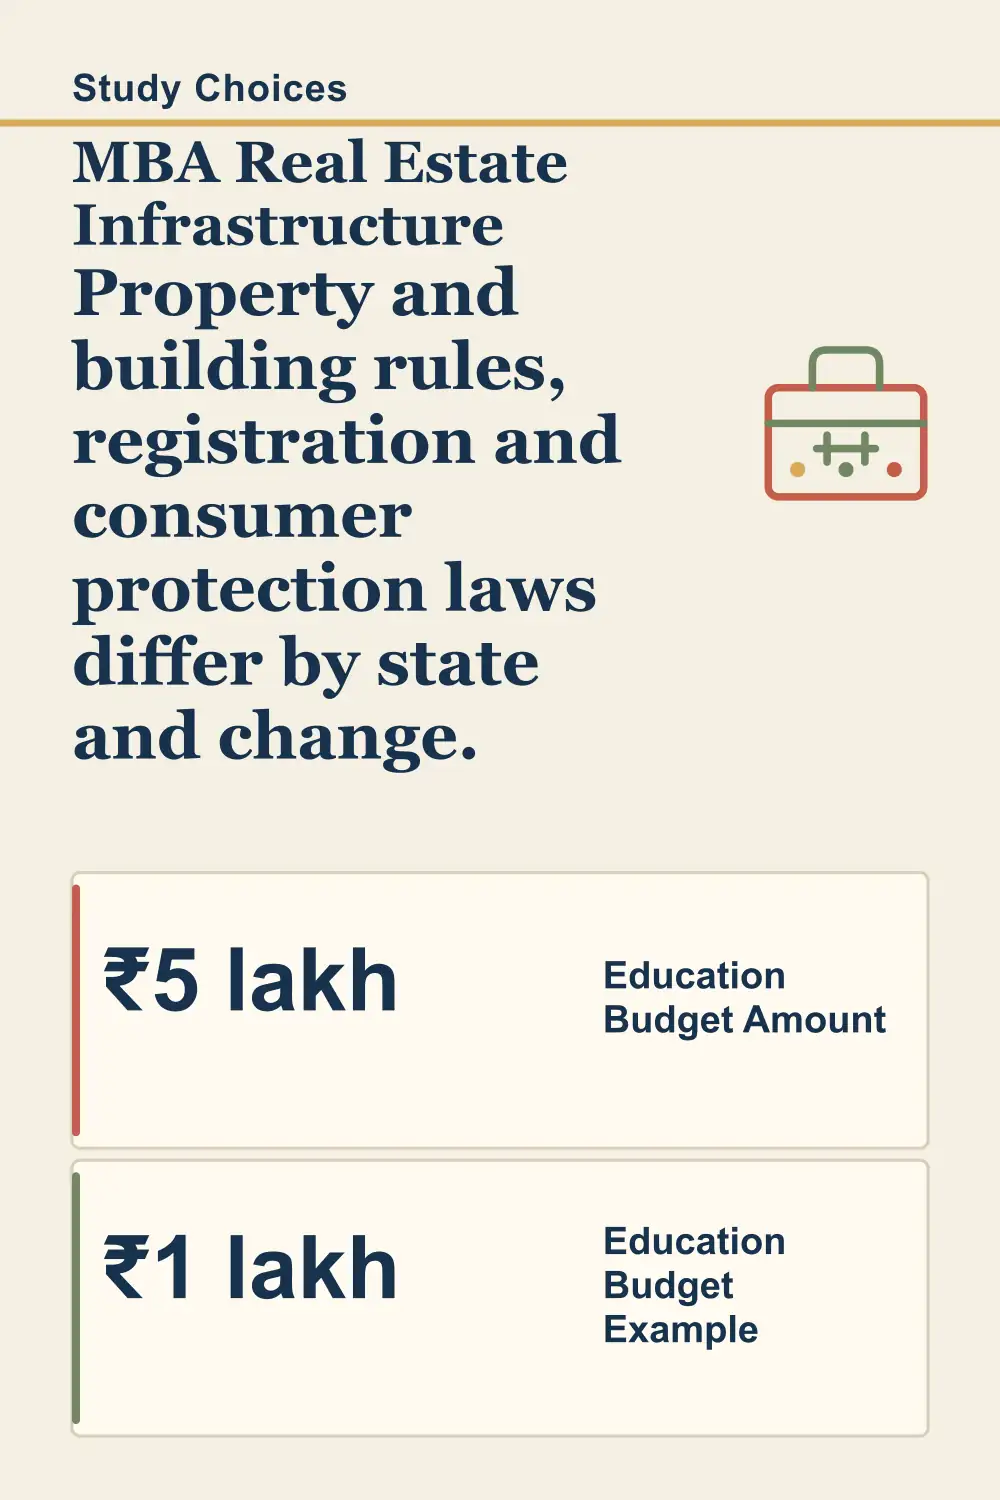 Study Choices
MBA Real Estate
Infrastructure
Property and
building rules,
registration and
consumer
protection laws
differ by state
and change.
₹5 lakh
Education
Budget Amount
₹1 lakh
Education
Budget
Example